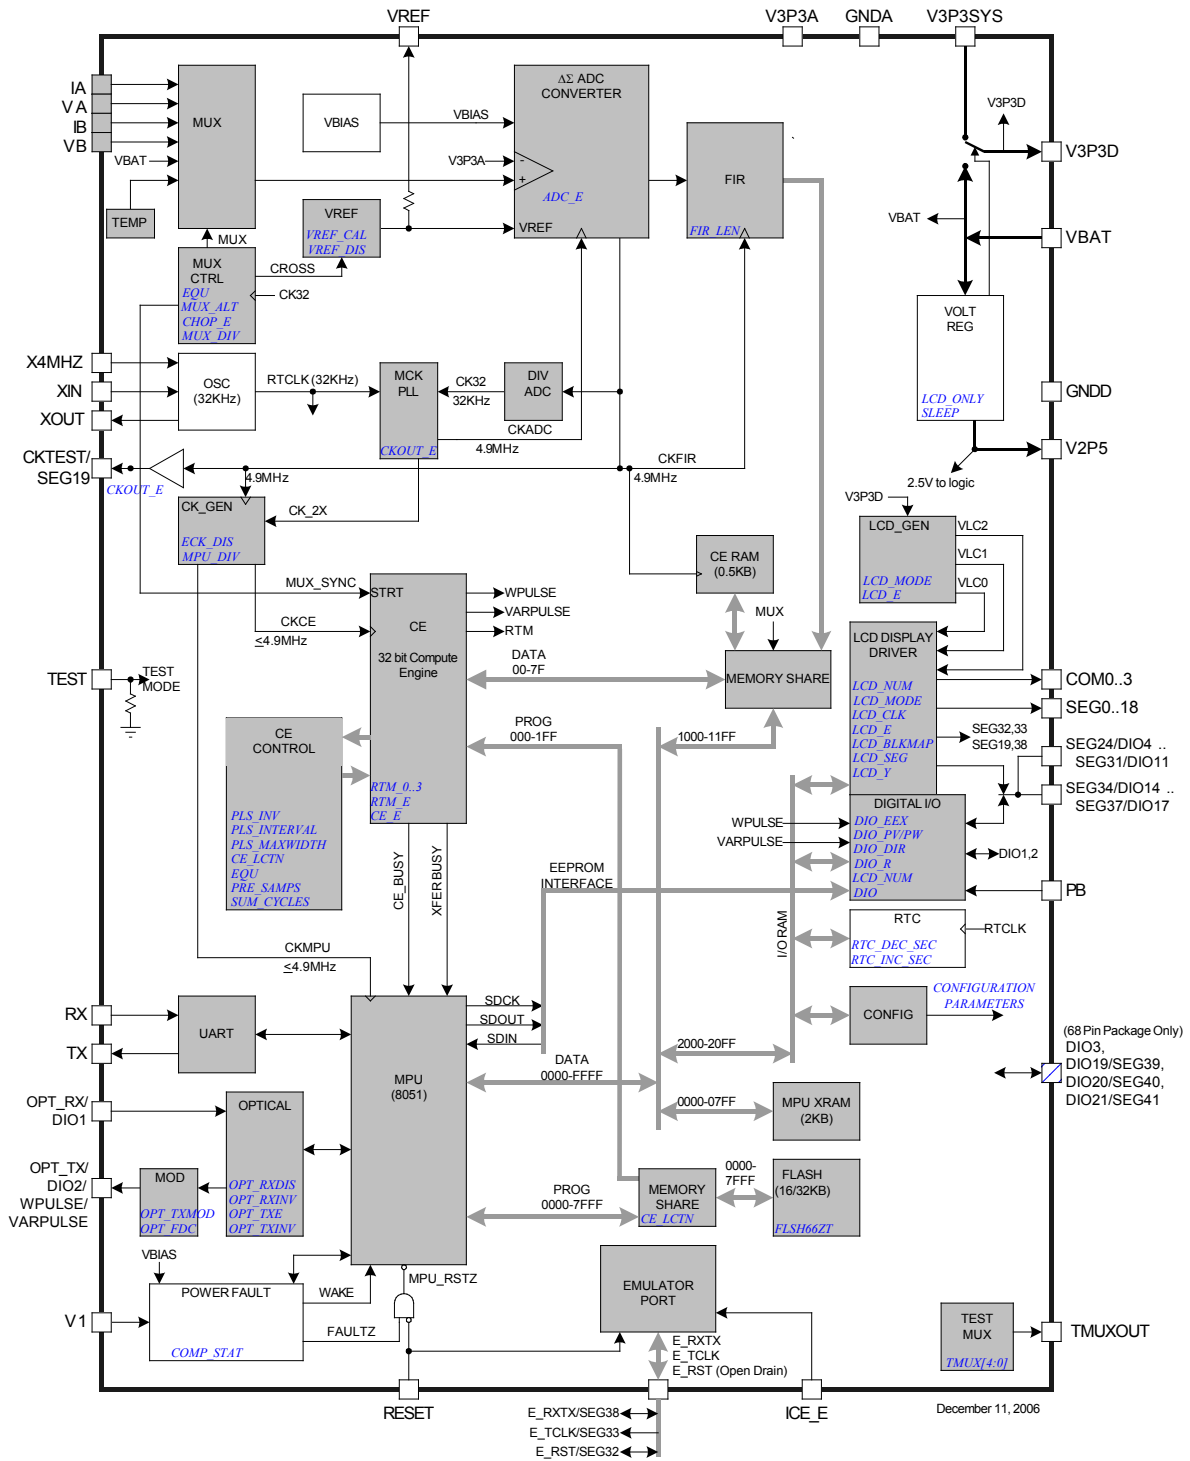 VREF
V3P3A
GNDA
V3P3SYS
IA
VA
IB
VB
VBAT
MUX
TEMP
VBIAS
VBIAS
ΔΣ ADC
CONVERTER
V3P3A
-
+
ADC_E
VREF
FIR
FIR_LEN
V3P3D
V3P3D
VBAT
VBAT
VREF
VREF_CAL
VREF_DIS
MUX
MUX
CTRL
EQU
MUX_ALT
CHOP_E
MUX_DIV
CROSS
CK32
VOLT
REG
LCD_ONLY
SLEEP
X4MHZ
XIN
XOUT
OSC
(32KHz)
RTCLK (32KHz)
MCK
PLL
CKOUT_E
CK32
32KHz
DIV
ADC
CKADC
4.9MHz
GNDD
V2P5
2.5V to logic
CKTEST/
SEG19
CKOUT_E
4.9MHz
CKFIR
4.9MHz
CK_GEN
ECK_DIS
MPU_DIV
CK_2X
V3P3D
LCD_GEN
LCD_MODE
LCD_E
VLC2
VLC1
VLC0
CE RAM
(0.5KB)
MUX_SYNC
STRT
CE
32 bit Compute
Engine
RTM_0..3
RTM_E
CE_E
WPULSE
VARPULSE
RTM
CKCE
≤4.9MHz
MUX
MEMORY SHARE
DATA
00-7F
PROG
000-1FF
1000-11FF
LCD DISPLAY
DRIVER
LCD_NUM
LCD_MODE
LCD_CLK
LCD_E
LCD_BLKMAP
LCD_SEG
LCD_Y
COM0..3
SEG0..18
SEG32,33
SEG19,38
SEG24/DIO4 ..
SEG31/DIO11
SEG34/DIO14 ..
SEG37/DIO17
TEST
TEST
MODE
CE
CONTROL
PLS_INV
PLS_INTERVAL
PLS_MAXWIDTH
CE_LCTN
EQU
PRE_SAMPS
SUM_CYCLES
CE_BUSY
XFER BUSY
WPULSE
VARPULSE
DIGITAL I/O
DIO_EEX
DIO_PV/PW
DIO_DIR
DIO_R
LCD_NUM
DIO
DIO1,2
PB
EEPROM
INTERFACE
I/O RAM
RTC
RTC_DEC_SEC
RTC_INC_SEC
RTCLK
CKMPU
≤4.9MHz
CONFIG
CONFIGURATION
PARAMETERS
RX
TX
UART
MPU
(8051)
SDCK
SDOUT
SDIN
DATA
0000-FFFF
2000-20FF
0000-07FF
MPU XRAM
(2KB)
(68 Pin Package Only)
DIO3,
DIO19/SEG39,
DIO20/SEG40,
DIO21/SEG41
OPT_RX/
DIO1
OPTICAL
OPT_RXDIS
OPT_RXINV
OPT_TXE
OPT_TXINV
OPT_TX/
DIO2/
WPULSE/
VARPULSE
MOD
OPT_TXMOD
OPT_FDC
PROG
0000-7FFF
MEMORY
SHARE
CE_LCTN
0000-
7FFF
FLASH
(16/32KB)
FLSH66ZT
VBIAS
V1
POWER FAULT
COMP_STAT
WAKE
FAULTZ
MPU_RSTZ
EMULATOR
PORT
E_RXTX
E_TCLK
E_RST (Open Drain)
TEST
MUX
TMUX[4:0]
TMUXOUT
RESET
ICE_E
E_RXTX/SEG38
E_TCLK/SEG33
E_RST/SEG32
December 11, 2006